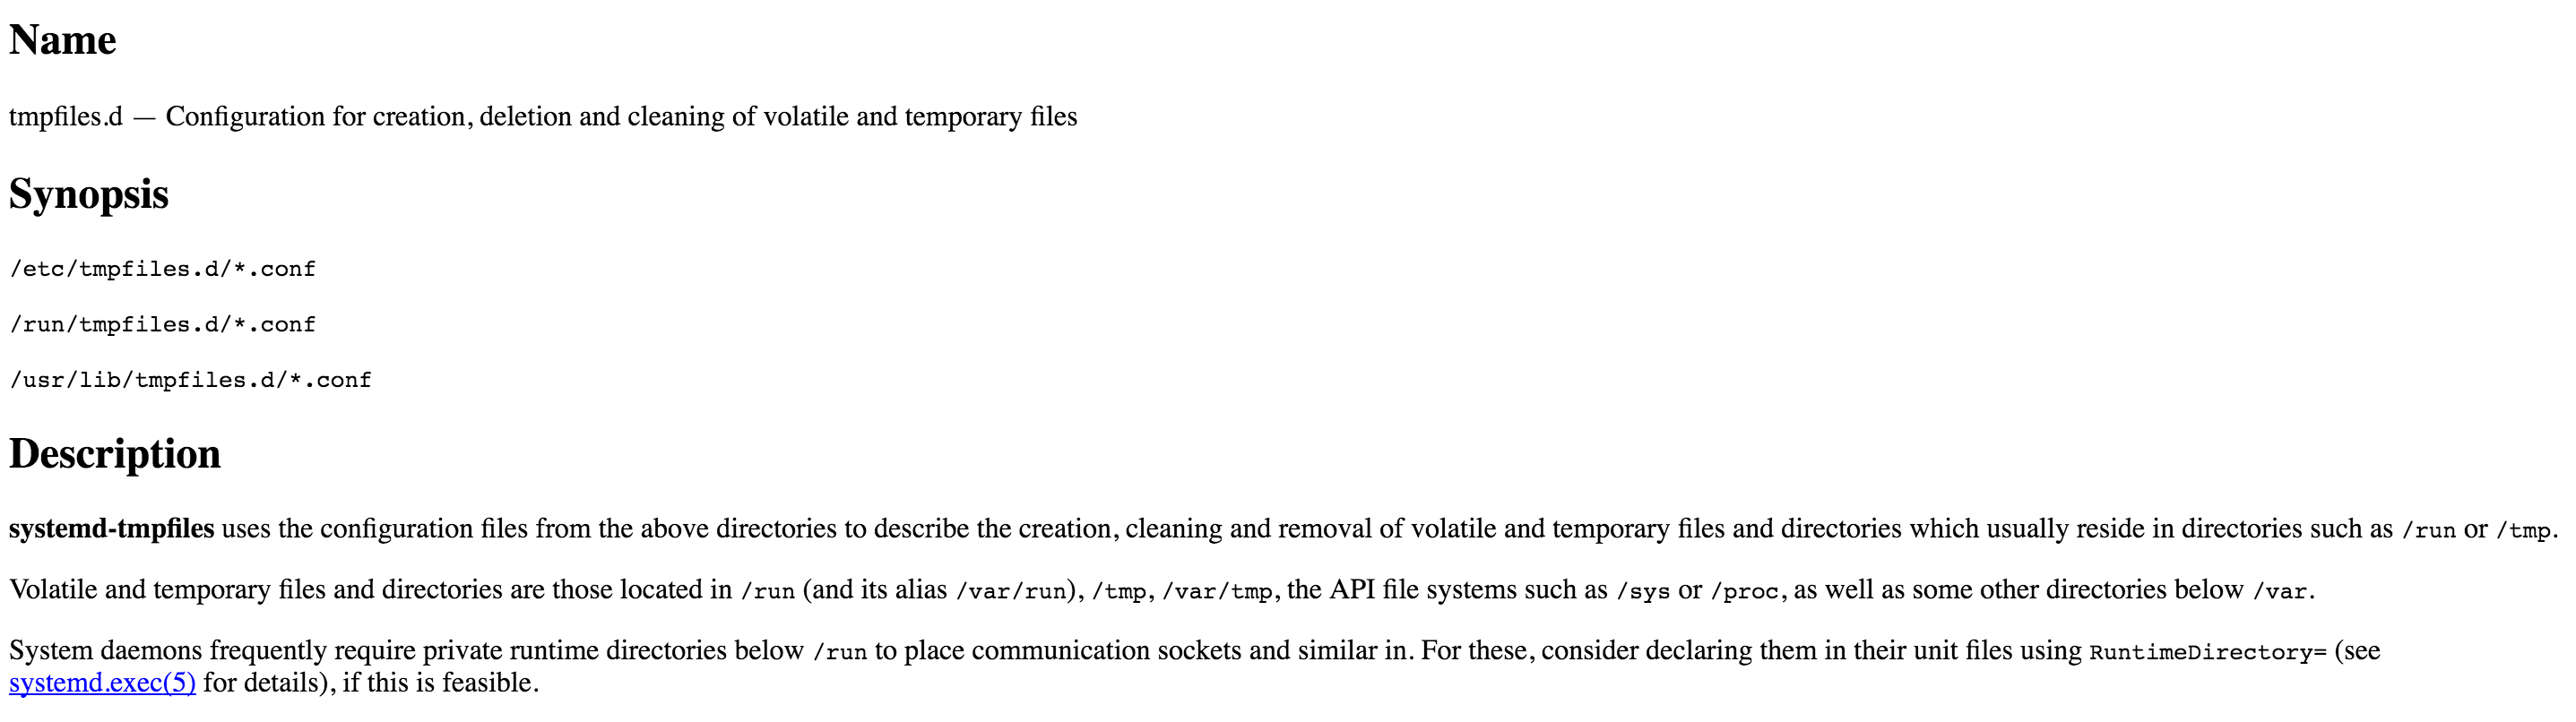 Name
tmpfiles.d — Configuration for creation, deletion and cleaning of volatile and temporary files
Synopsis
/etc/tmpfiles.d/*.conf
/run/tmpfiles.d/*.conf
/usr/lib/tmpfiles.d/*.conf
Description
systemd-tmpfiles uses the configuration files from the above directories to describe the creation, cleaning and removal of volatile and temporary files and directories which usually reside in directories such as /run or /tmp.
Volatile and temporary files and directories are those located in /run (and its alias /var/run), /tmp, /var/tmp, the API file systems such as /sys or /proc, as well as some other directories below /var.
System daemons frequently require private runtime directories below /run to place communication sockets and similar in. For these, consider declaring them in their unit files using RuntimeDirectory= (see
systemd.exec(5) for details), if this is feasible.